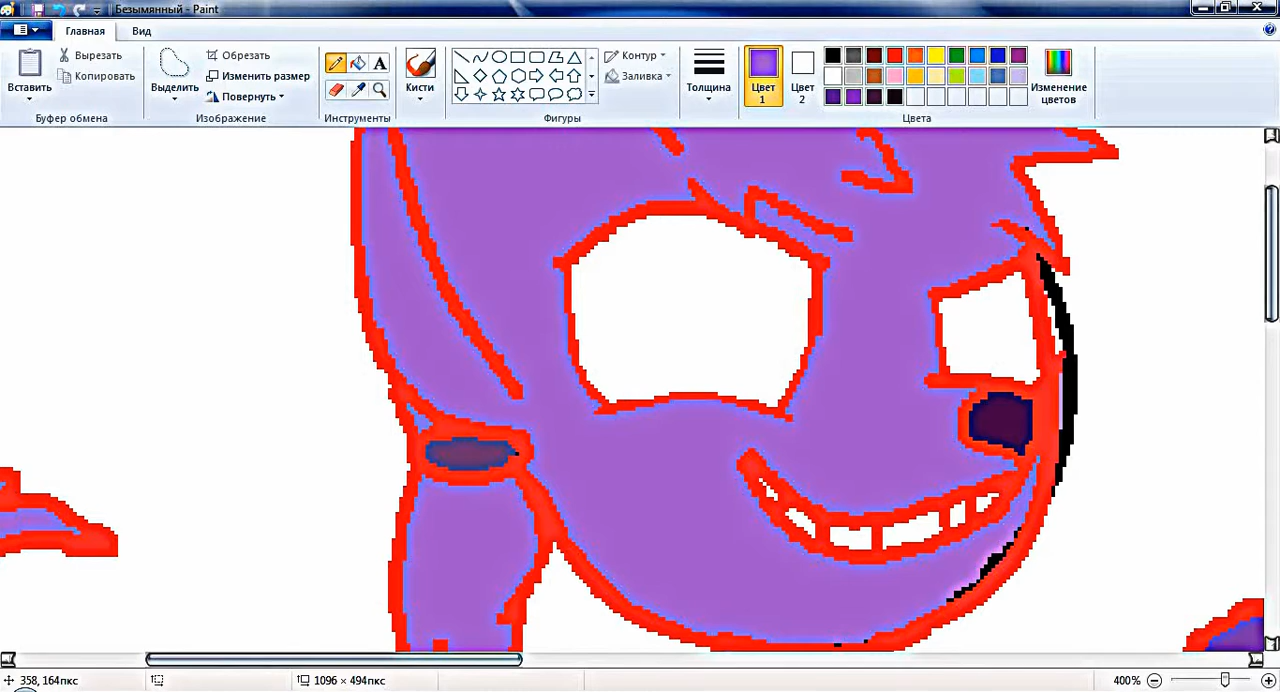 Безымянный - Paint
Главная Вид
Вставить
Вырезать
Копировать
Буфер обмена
Выделить
Обрезать
Изменить размер
Повернуть
Изображение
A
Инструменты
Кисти
Контур
Заливка
Фигуры
Толщина
Цвет
1
Цвет
2
Цвета
Изменение
цветов
358, 164пкс
1096 × 494пкс
400%